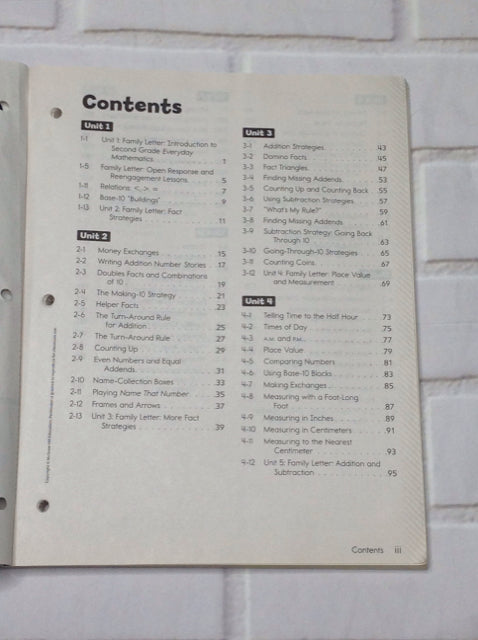 Contents
Unit 1
1-1 Unit 1: Family Letter: Introduction to
Second Grade Everyday
Mathematics. . . . . . . . . . . . 1
1-5 Family Letter: Open Response and
Reengagement Lessons. . . . . . . 5
1-11 Relations: <, >, = . . . . . . . . . . 7
1-12 Base-10 "Buildings" . . . . . . . . . 9
1-13 Unit 2: Family Letter: Fact
Strategies . . . . . . . . . . . . 11
Unit 2
2-1 Money Exchanges . . . . . . . . . 15
2-2 Writing Addition Number Stories . 17
2-3 Doubles Facts and Combinations
of 10 . . . . . . . . . . . . . . 19
2-4 The Making-10 Strategy . . . . . 21
2-5 Helper Facts . . . . . . . . . . . 23
2-6 The Turn-Around Rule
for Addition . . . . . . . . . . . 25
2-7 The Turn-Around Rule . . . . . . 27
2-8 Counting Up . . . . . . . . . . . 29
2-9 Even Numbers and Equal
Addends. . . . . . . . . . . . . 31
2-10 Name-Collection Boxes . . . . . . 33
2-11 Playing Name That Number . . . . 35
2-12 Frames and Arrows . . . . . . . . 37
2-13 Unit 3: Family Letter: More Fact
Strategies . . . . . . . . . . . 39
Unit 3
3-1 Addition Strategies. . . . . . . . . 43
3-2 Domino Facts . . . . . . . . . . . 45
3-3 Fact Triangles. . . . . . . . . . . 47
3-4 Finding Missing Addends. . . . . . 53
3-5 Counting Up and Counting Back . . 55
3-6 Using Subtraction Strategies. . . . 57
3-7 "What's My Rule?" . . . . . . . . 59
3-8 Finding Missing Addends . . . . . 61
3-9 Subtraction Strategy: Going Back
Through 10 . . . . . . . . . . . 63
3-10 Going-Through-10 Strategies . . . 65
3-11 Counting Coins . . . . . . . . . . 67
3-12 Unit 4: Family Letter: Place Value
and Measurement . . . . . . . . 69
Unit 4
4-1 Telling Time to the Half Hour . . . 73
4-2 Times of Day . . . . . . . . . . . 75
4-3 A.M. and P.M.. . . . . . . . . . . 77
4-4 Place Value . . . . . . . . . . . . 79
4-5 Comparing Numbers . . . . . . . . 81
4-6 Using Base-10 Blocks . . . . . . . 83
4-7 Making Exchanges . . . . . . . . . 85
4-8 Measuring with a Foot-Long
Foot . . . . . . . . . . . . . . 87
4-9 Measuring in Inches . . . . . . . . 89
4-10 Measuring in Centimeters . . . . . 91
4-11 Measuring to the Nearest
Centimeter . . . . . . . . . . . 93
4-12 Unit 5: Family Letter: Addition and
Subtraction . . . . . . . . . . . 95
Contents iii